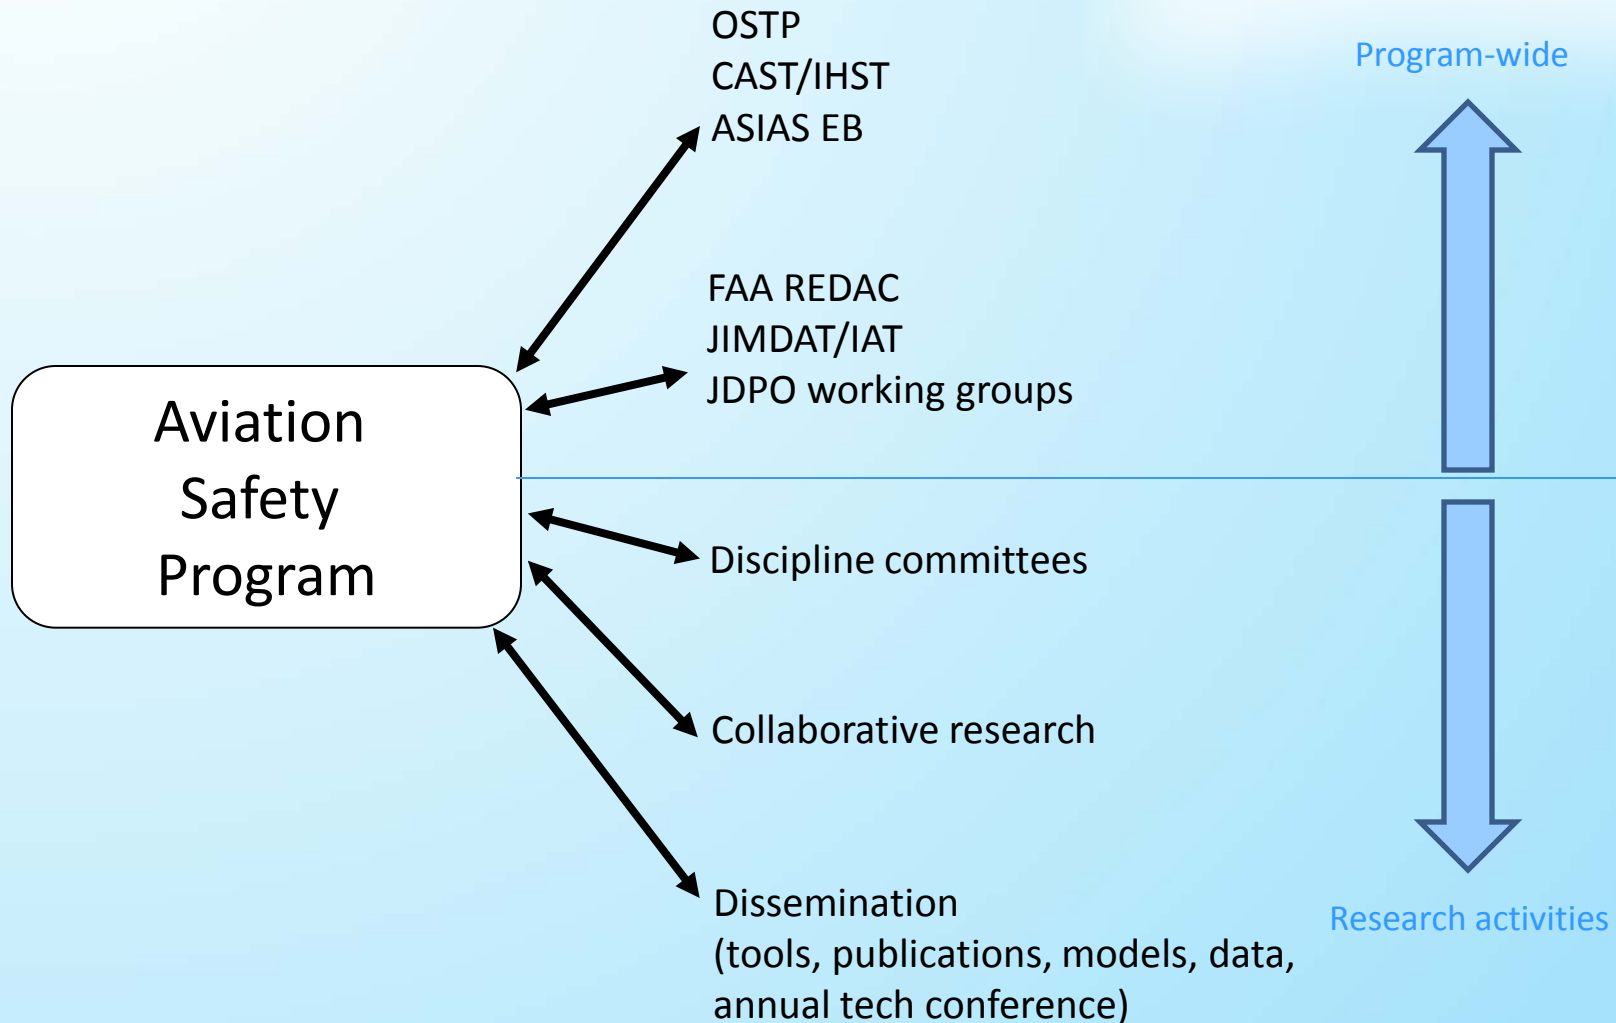 OSTP
CAST/IHST
ASIAS EB
Program-wide
FAA REDAC
JIMDAT/IAT
JDPO working groups
Aviation
Safety
Program
Discipline committees
Collaborative research
Dissemination
(tools, publications, models, data,
annual tech conference)
Research activities